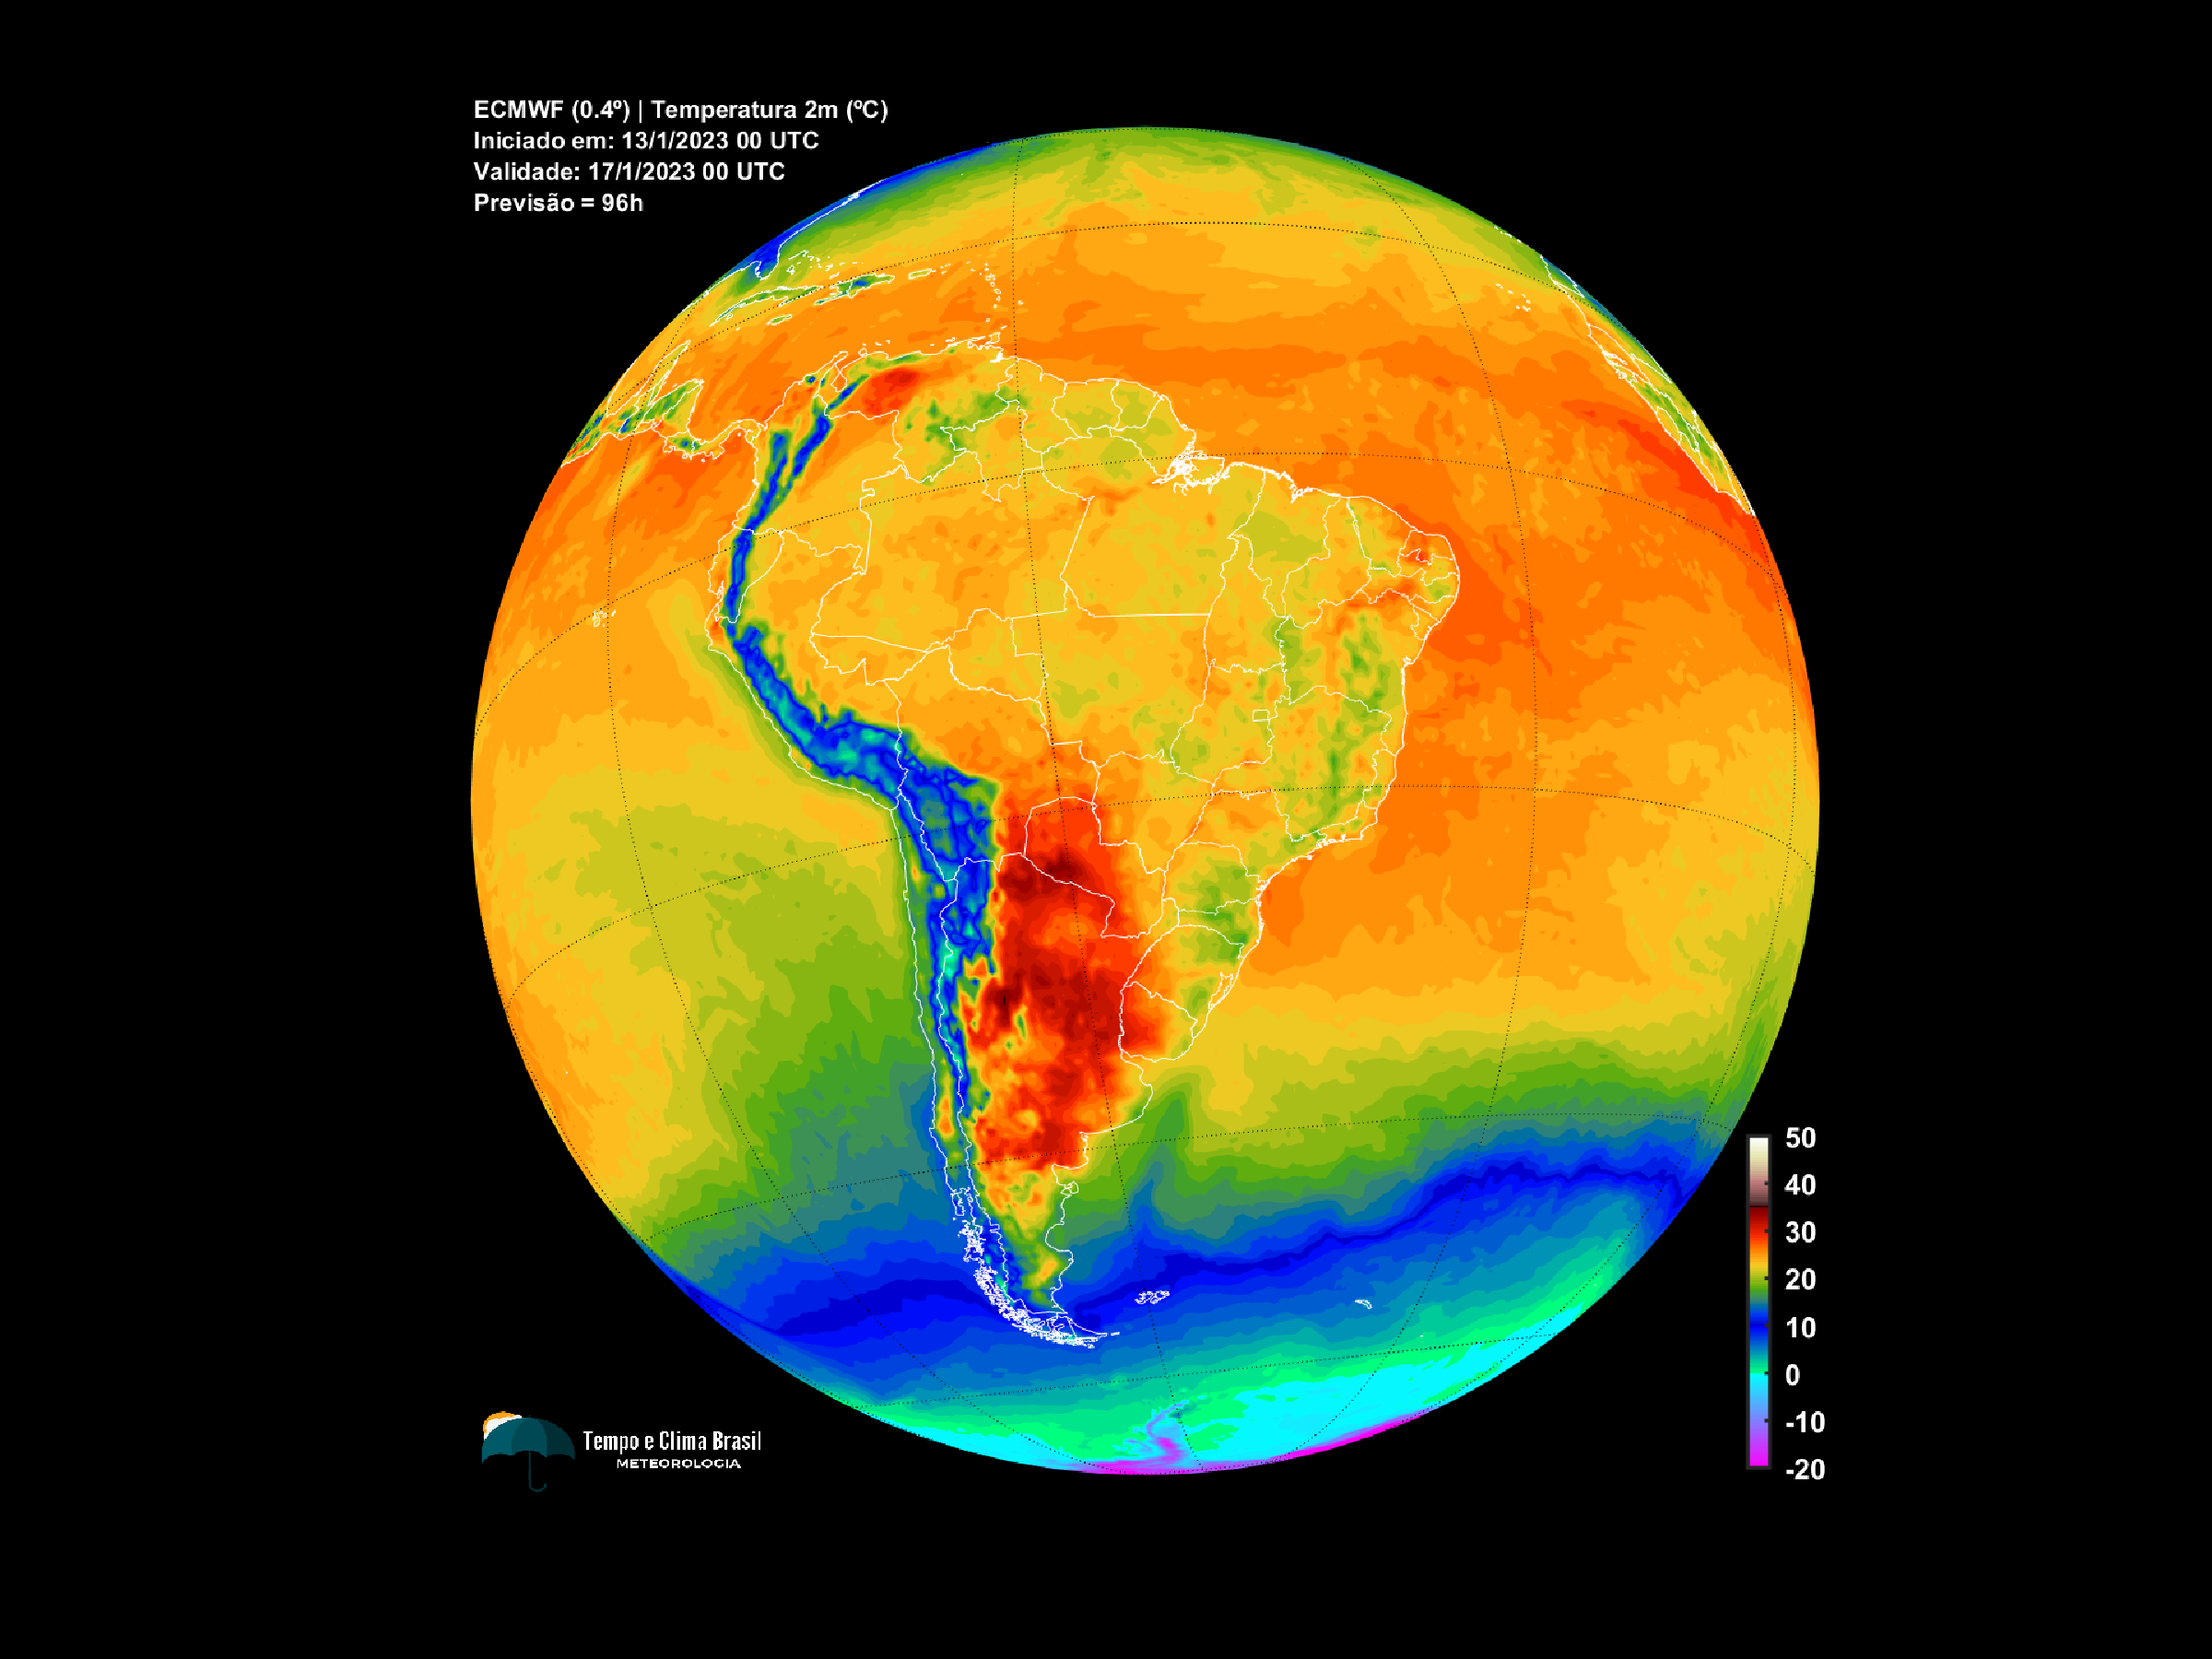 ECMWF (0.4º) | Temperatura 2m (ºC)
Iniciado em: 13/1/2023 00 UTC
Validade: 17/1/2023 00 UTC
Previsão = 96h
50
40
30
20
10
0
-10
-20
Tempo e Clima Brasil
METEOROLOGIA